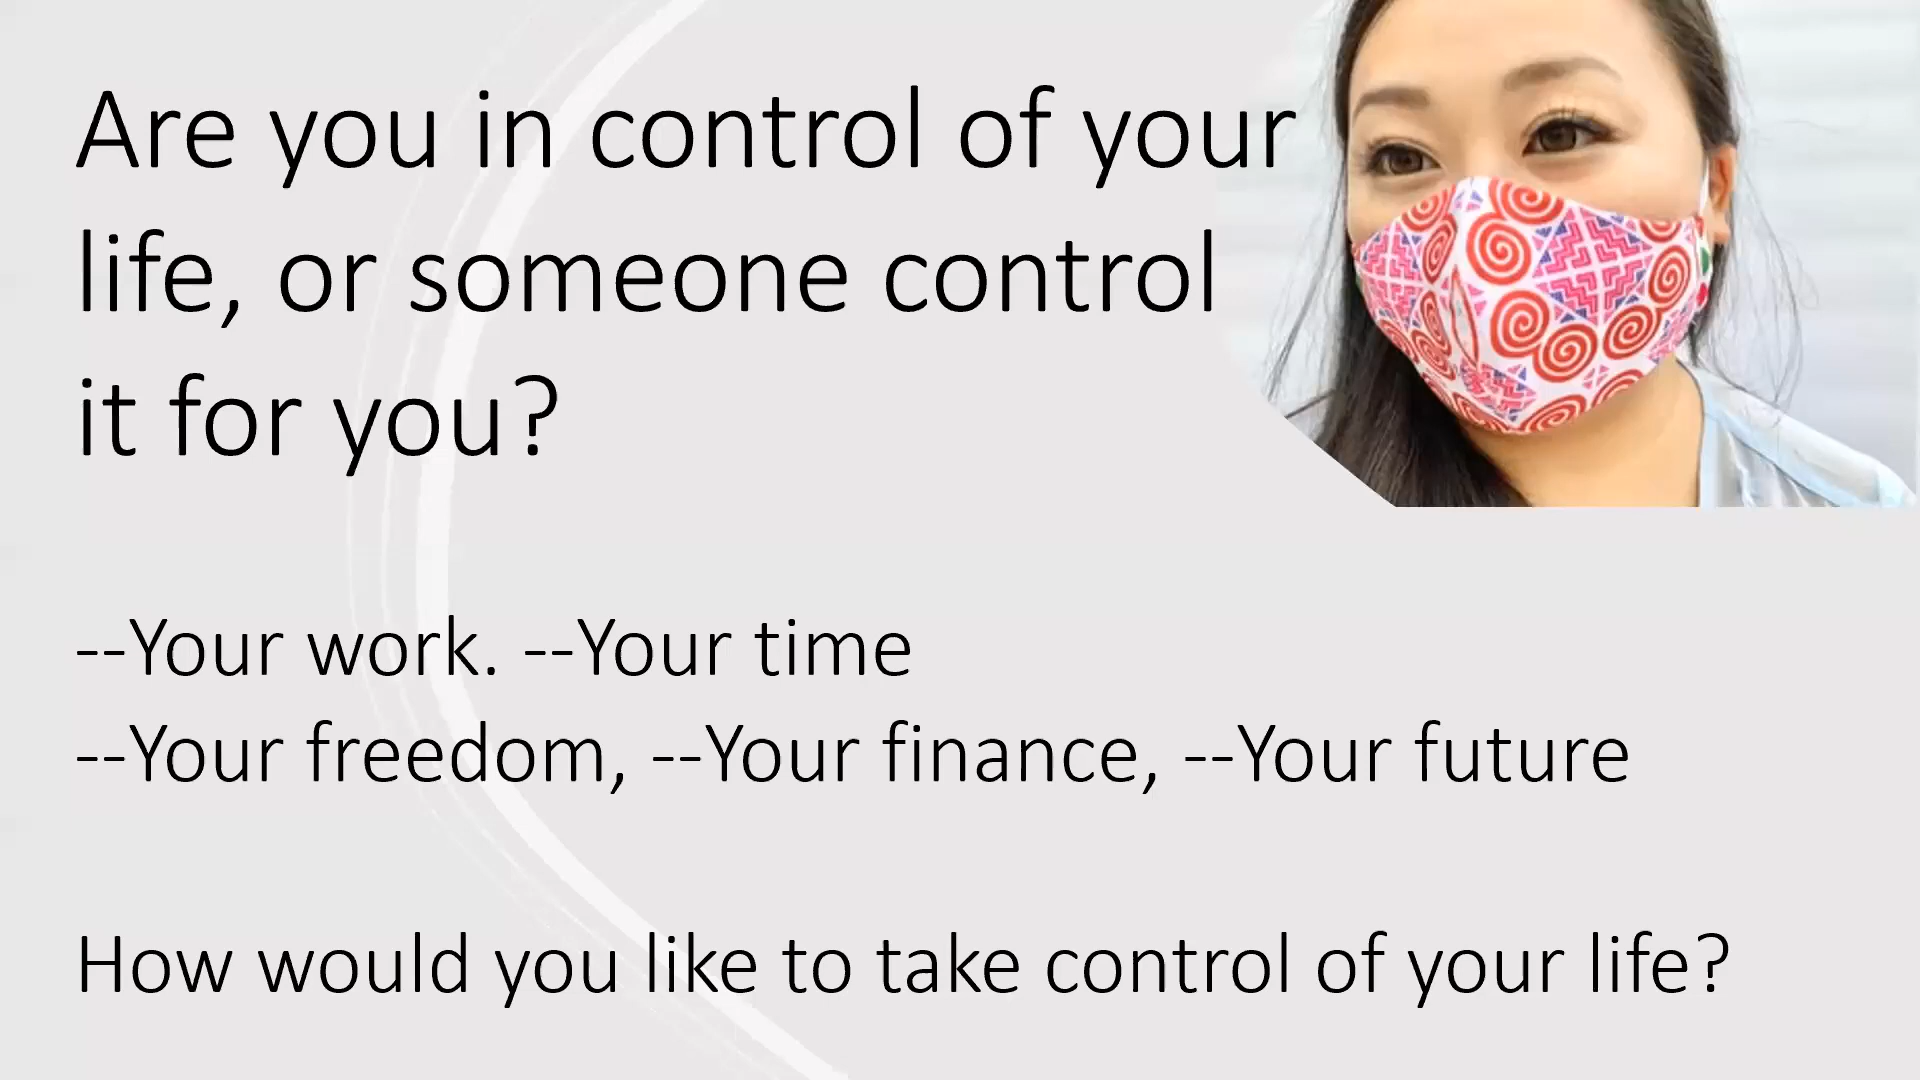 Are you in control of your
life, or someone control
it for you?
--Your work. --Your time
--Your freedom, --Your finance, --Your future
How would you like to take control of your life?